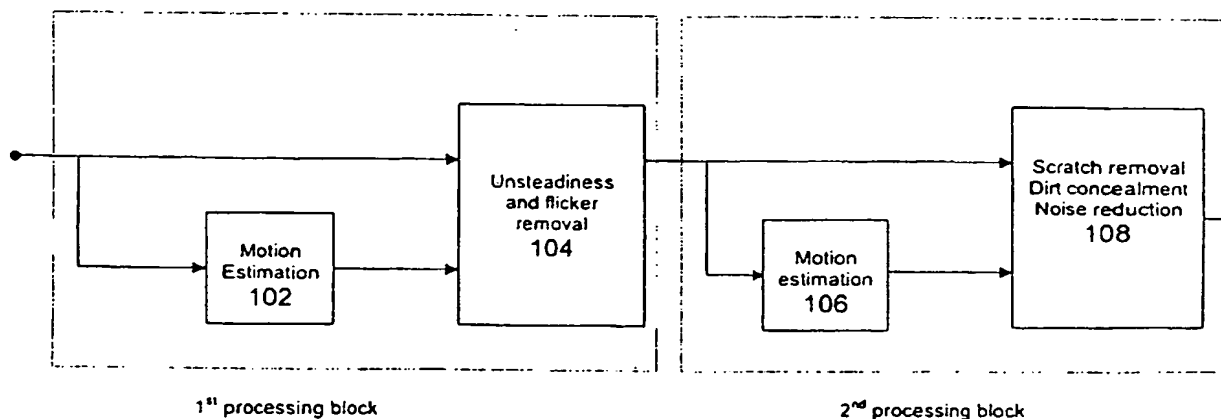 Unsteadiness
and flicker
removal
104
Motion
Estimation
102
Scratch removal
Dirt concealment
Noise reduction
108
Motion
estimation
106
1st processing block
2nd processing block